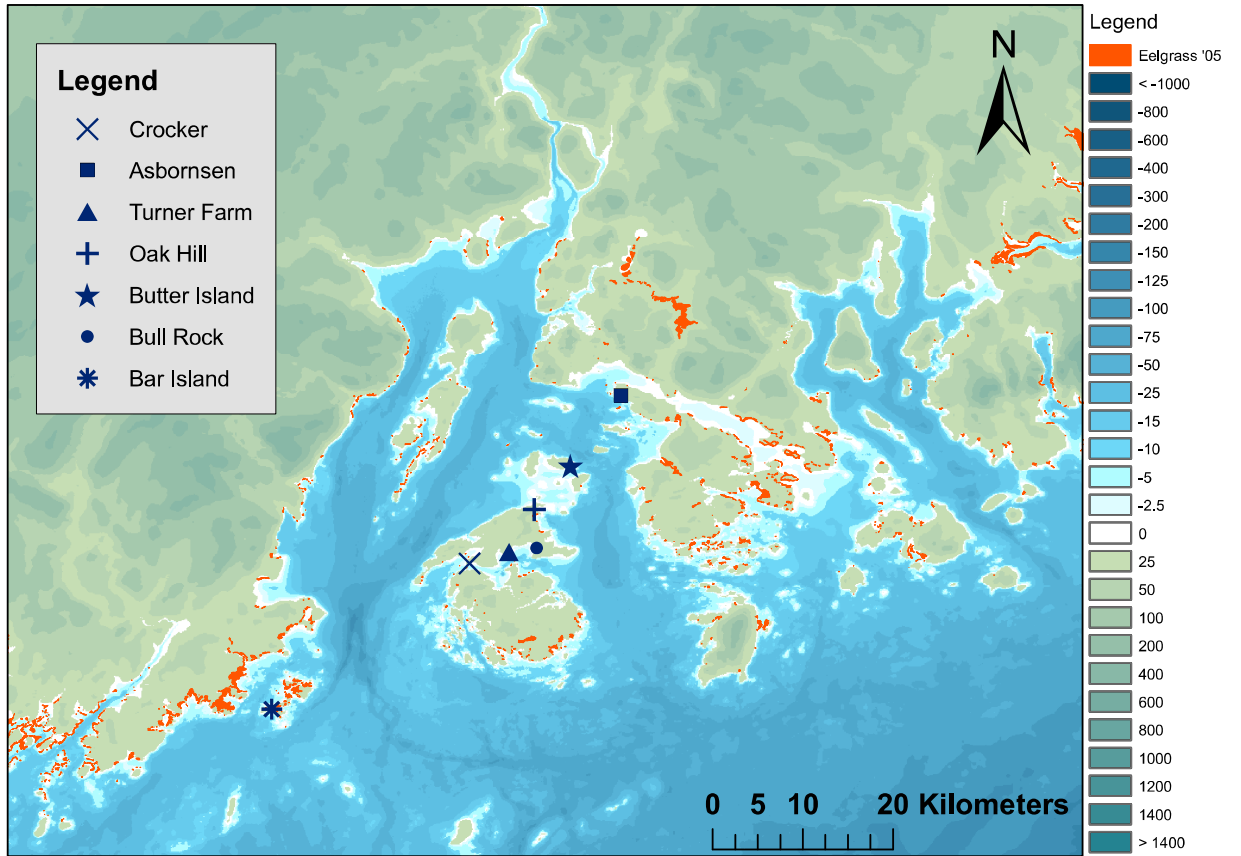 Legend
Crocker
Asbornsen
Turner Farm
Oak Hill
Butter Island
Bull Rock
Bar Island
N
0 5 10 20 Kilometers
Legend
Eelgrass '05
< -1000
-800
-600
-400
-300
-200
-150
-125
-100
-75
-50
-25
-15
-10
-5
-2.5
0
25
50
100
200
400
600
800
1000
1200
1400
> 1400